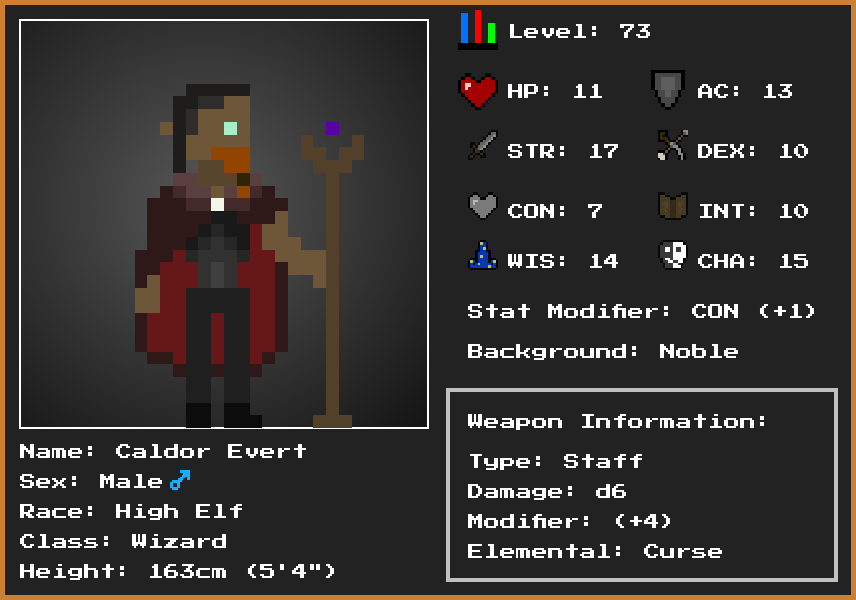 Level: 73
HP: 11 AC: 13
STR: 17 DEX: 10
CON: 7 INT: 10
WIS: 14 CHA: 15
Stat Modifier: CON (+1)
Background: Noble
Weapon Information:
Type: Staff
Damage: d6
Modifier: (+4)
Elemental: Curse
Name: Caldor Evert
Sex: Male♂
Race: High Elf
Class: Wizard
Height: 163cm (5'4")